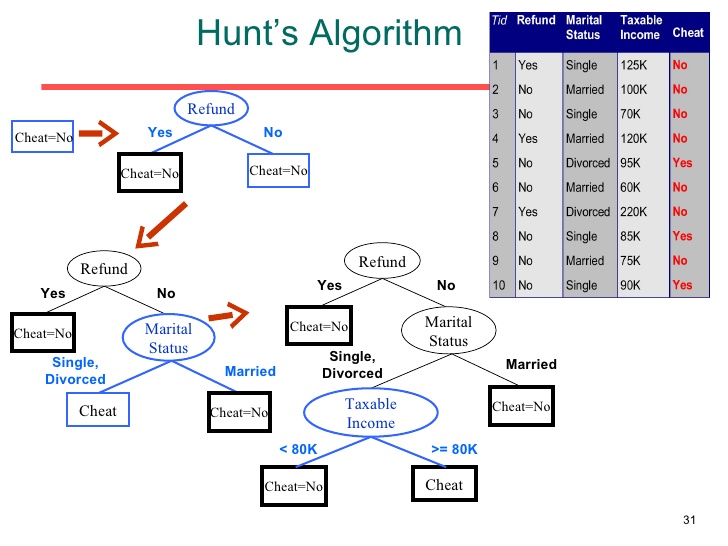 Hunt's Algorithm
Tid Refund Marital Status Taxable Income Cheat
1 Yes Single 125K No
2 No Married 100K No
3 No Single 70K No
4 Yes Married 120K No
5 No Divorced 95K Yes
6 No Married 60K No
7 Yes Divorced 220K No
8 No Single 85K Yes
9 No Married 75K No
10 No Single 90K Yes
Cheat=No
Refund
Yes
No
Cheat=No
Cheat=No
Refund
Yes
No
Cheat=No
Marital
Status
Single,
Divorced
Married
Cheat
Cheat=No
Refund
Yes
No
Cheat=No
Marital
Status
Single,
Divorced
Married
Taxable
Income
Cheat=No
< 80K
>= 80K
Cheat=No
Cheat
31